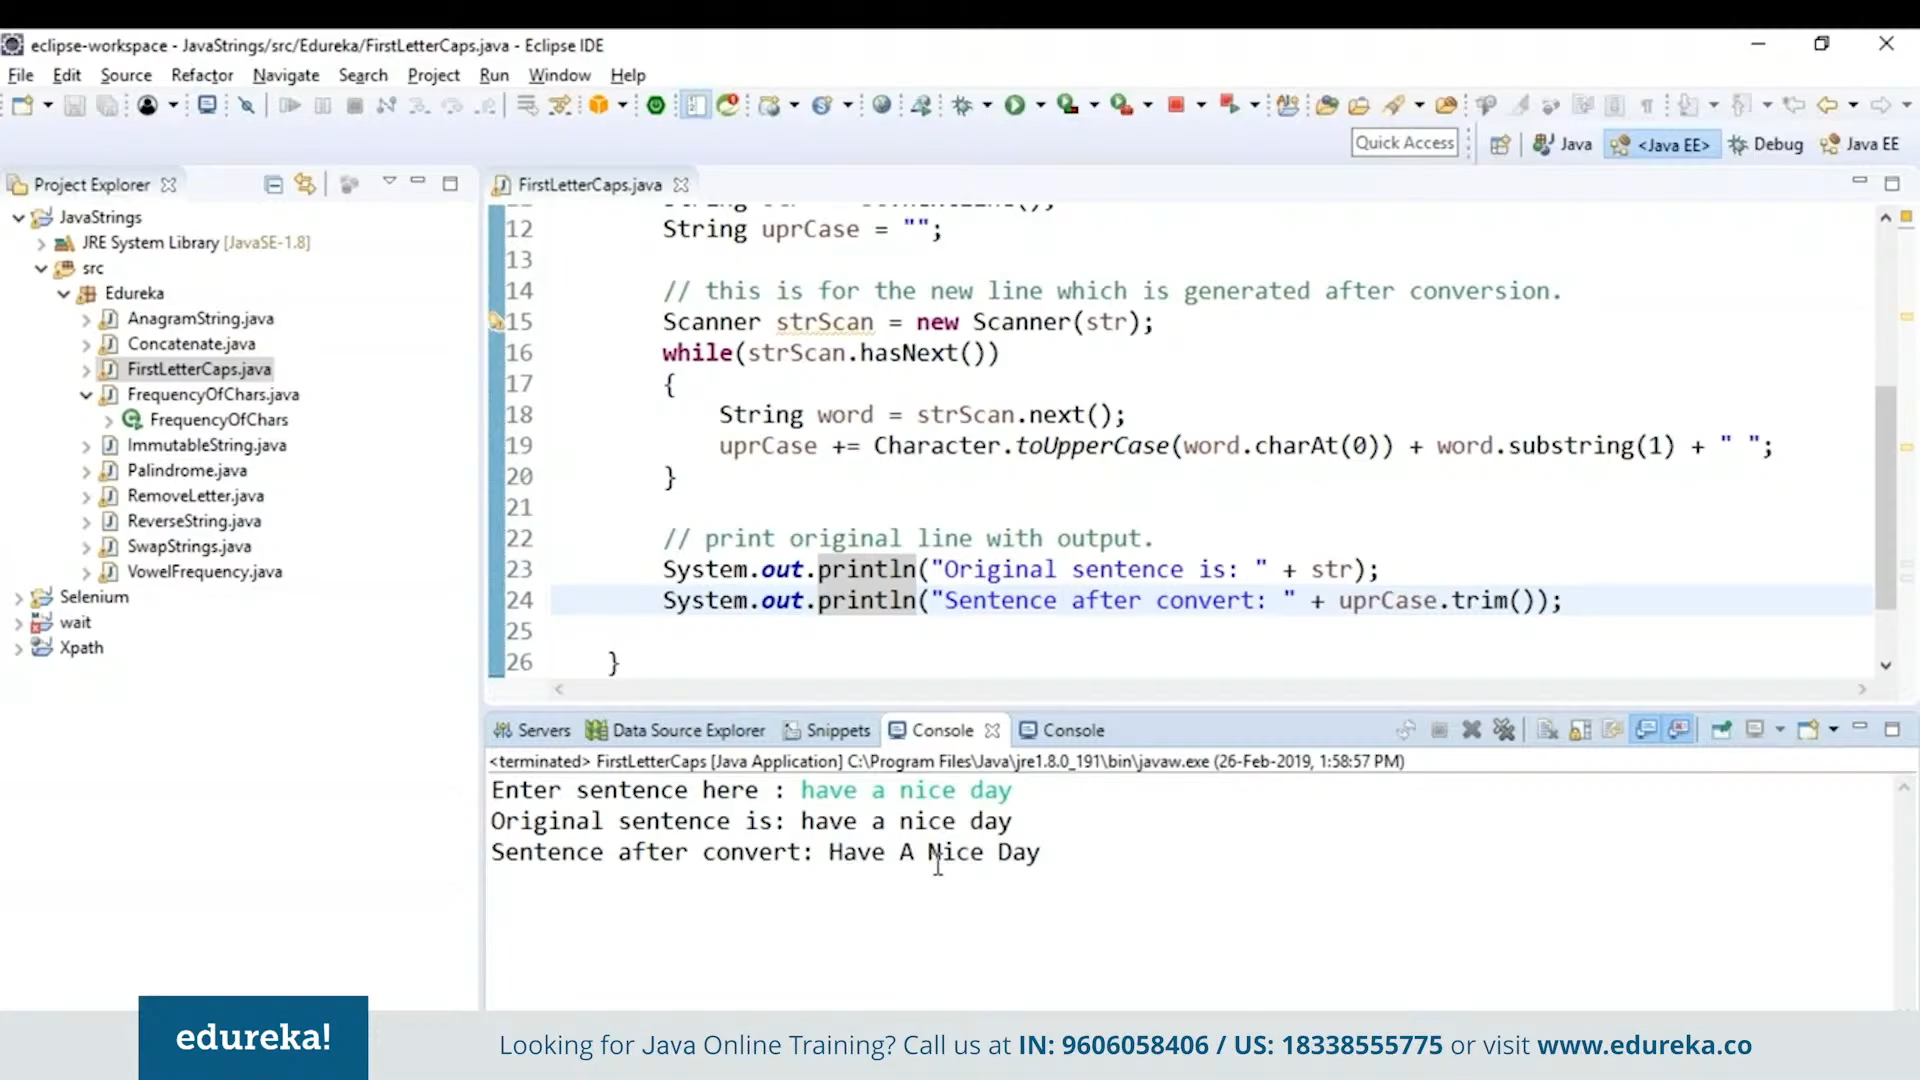 eclipse-workspace - JavaStrings/src/Edureka/FirstLetterCaps.java - Eclipse IDE
File Edit Source Refactor Navigate Search Project Run Window Help
Quick Access Java <Java EE> Debug Java EE
Project Explorer
JavaStrings
JRE System Library [JavaSE-1.8]
src
Edureka
AnagramString.java
Concatenate.java
FirstLetterCaps.java
FrequencyOfChars.java
FrequencyOfChars
ImmutableString.java
Palindrome.java
RemoveLetter.java
ReverseString.java
SwapStrings.java
VowelFrequency.java
Selenium
wait
Xpath
FirstLetterCaps.java
12 String uprCase = "";
13
14 // this is for the new line which is generated after conversion.
15 Scanner strScan = new Scanner(str);
16 while(strScan.hasNext())
17 {
18 String word = strScan.next();
19 uprCase += Character.toUpperCase(word.charAt(0)) + word.substring(1) + " ";
20 }
21
22 // print original line with output.
23 System.out.println("Original sentence is: " + str);
24 System.out.println("Sentence after convert: " + uprCase.trim());
25
26 }
Servers Data Source Explorer Snippets Console Console
<terminated> FirstLetterCaps [Java Application] C:\Program Files\Java\jre1.8.0_191\bin\javaw.exe (26-Feb-2019, 1:58:57 PM)
Enter sentence here : have a nice day
Original sentence is: have a nice day
Sentence after convert: Have A Nice Day
edureka!
Looking for Java Online Training? Call us at IN: 9606058406 / US: 18338555775 or visit www.edureka.co